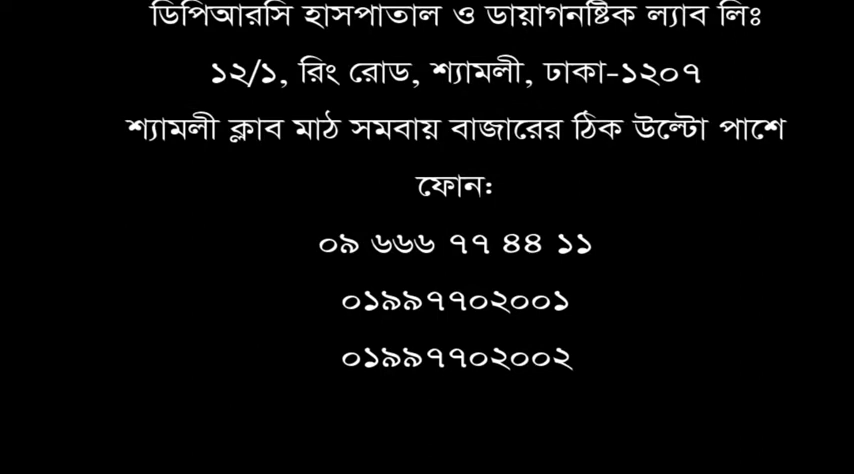 ডিপিআরসি হাসপাতাল ও ডায়াগনষ্টিক ল্যাব লিঃ
১২/১, রিং রোড, শ্যামলী, ঢাকা-১২০৭
শ্যামলী ক্লাব মাঠ সমবায় বাজারের ঠিক উল্টো পাশে
ফোন:
০৯ ৬৬৬ ৭৭ ৪৪ ১১
০১৯৯৭৭০২০০১
০১৯৯৭৭০২০০২